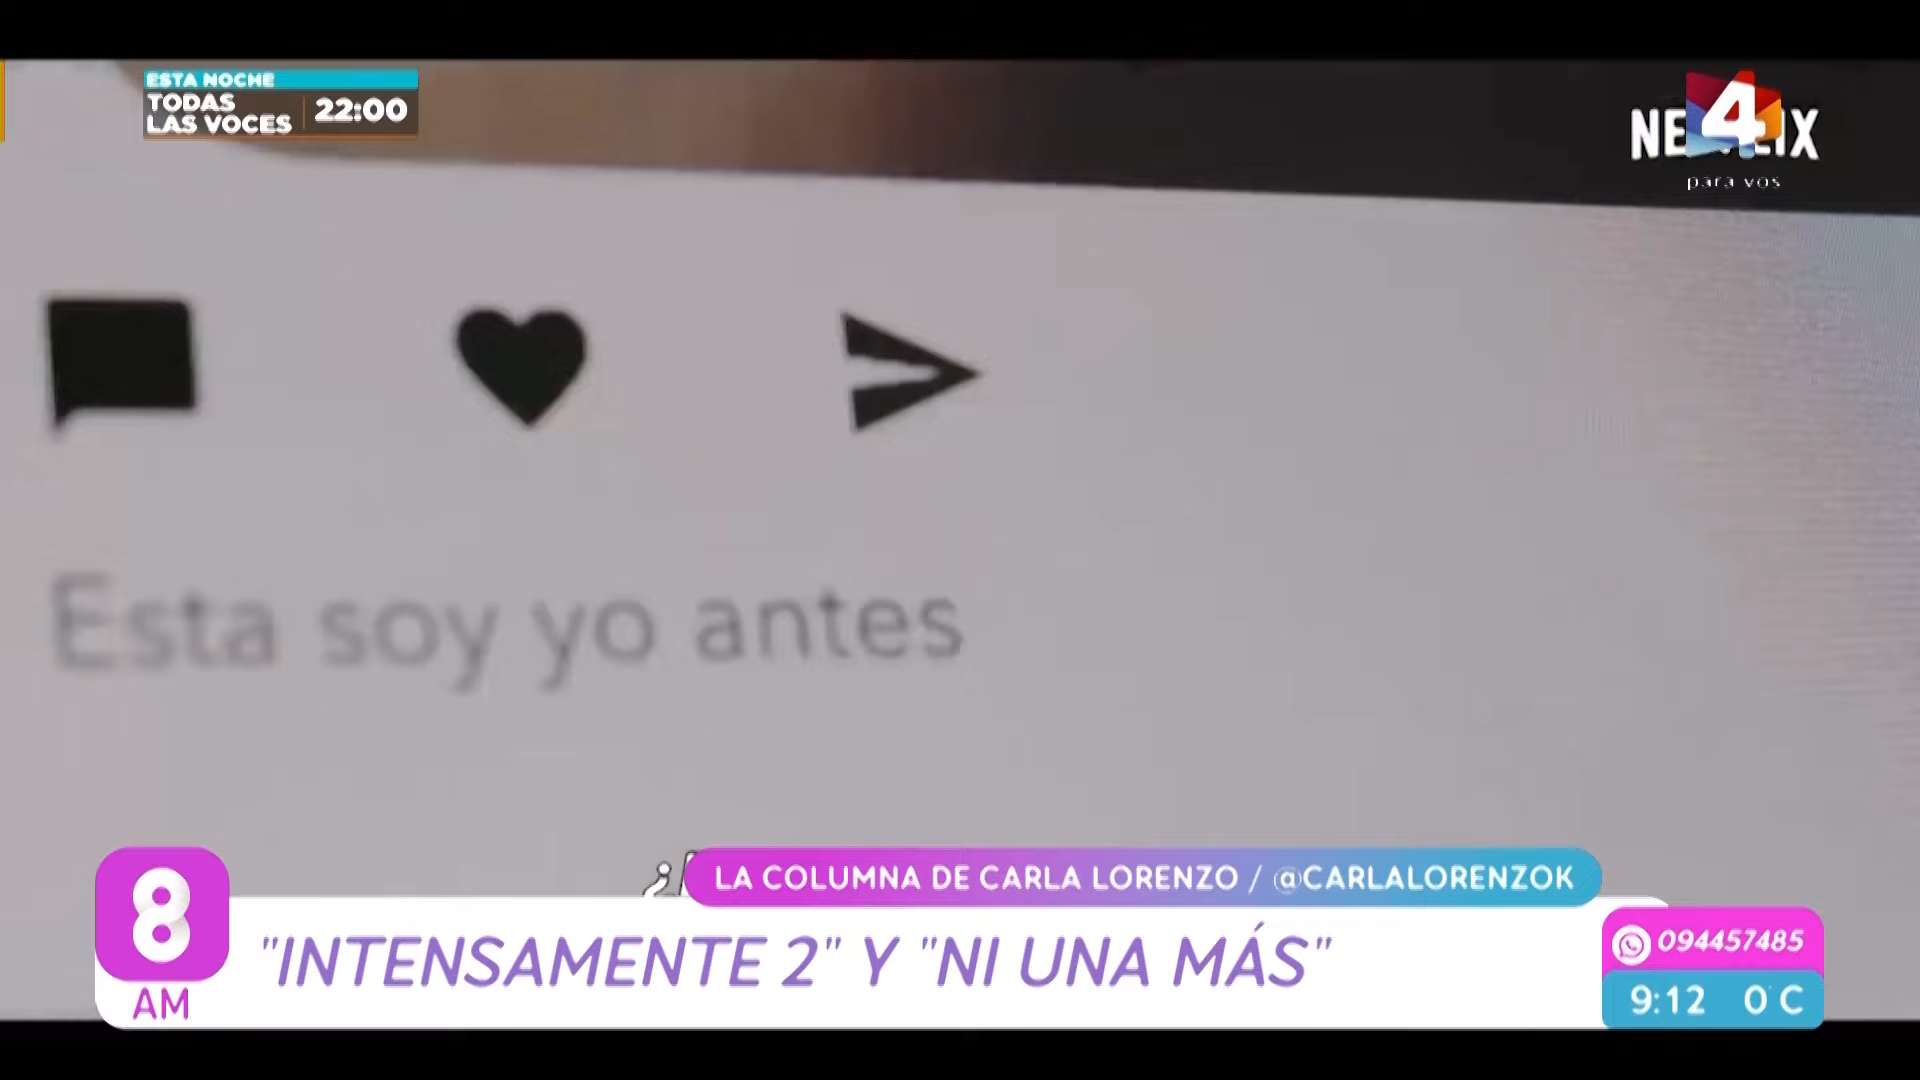 ESTA NOCHE
TODAS
LAS VOCES
22:00
4
para vos
Esta soy yo antes
¿
LA COLUMNA DE CARLA LORENZO / @CARLALORENZOK
8
AM
"INTENSAMENTE 2" Y "NI UNA MÁS"
094457485
9:12 0°C